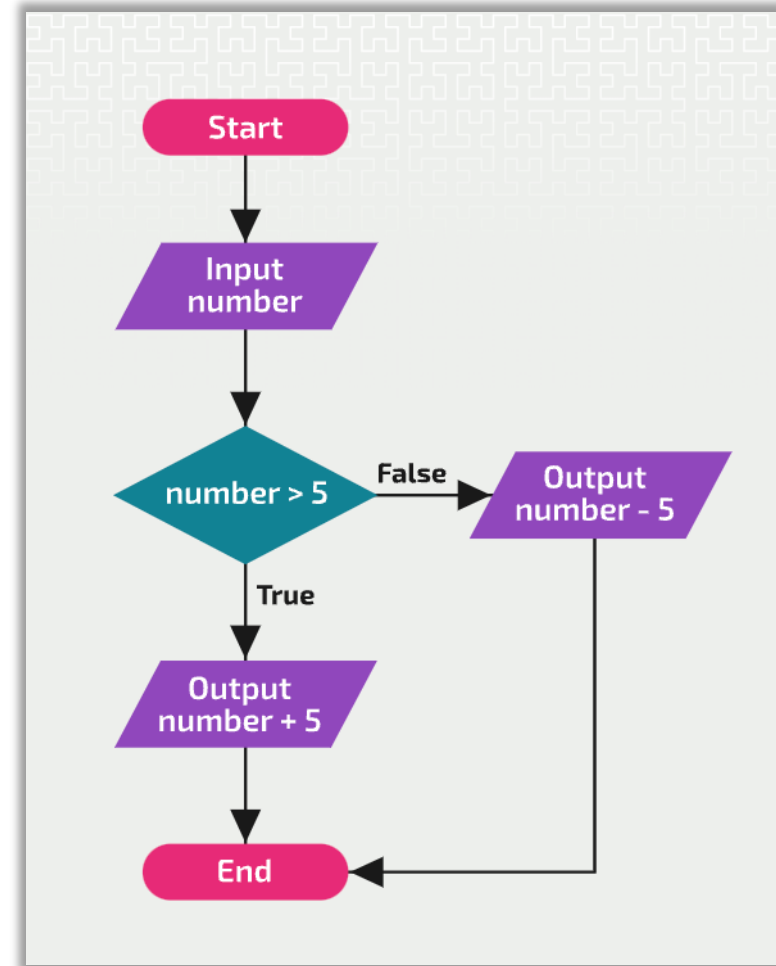 Start
Input
number
number > 5
False
Output
number - 5
True
Output
number + 5
End